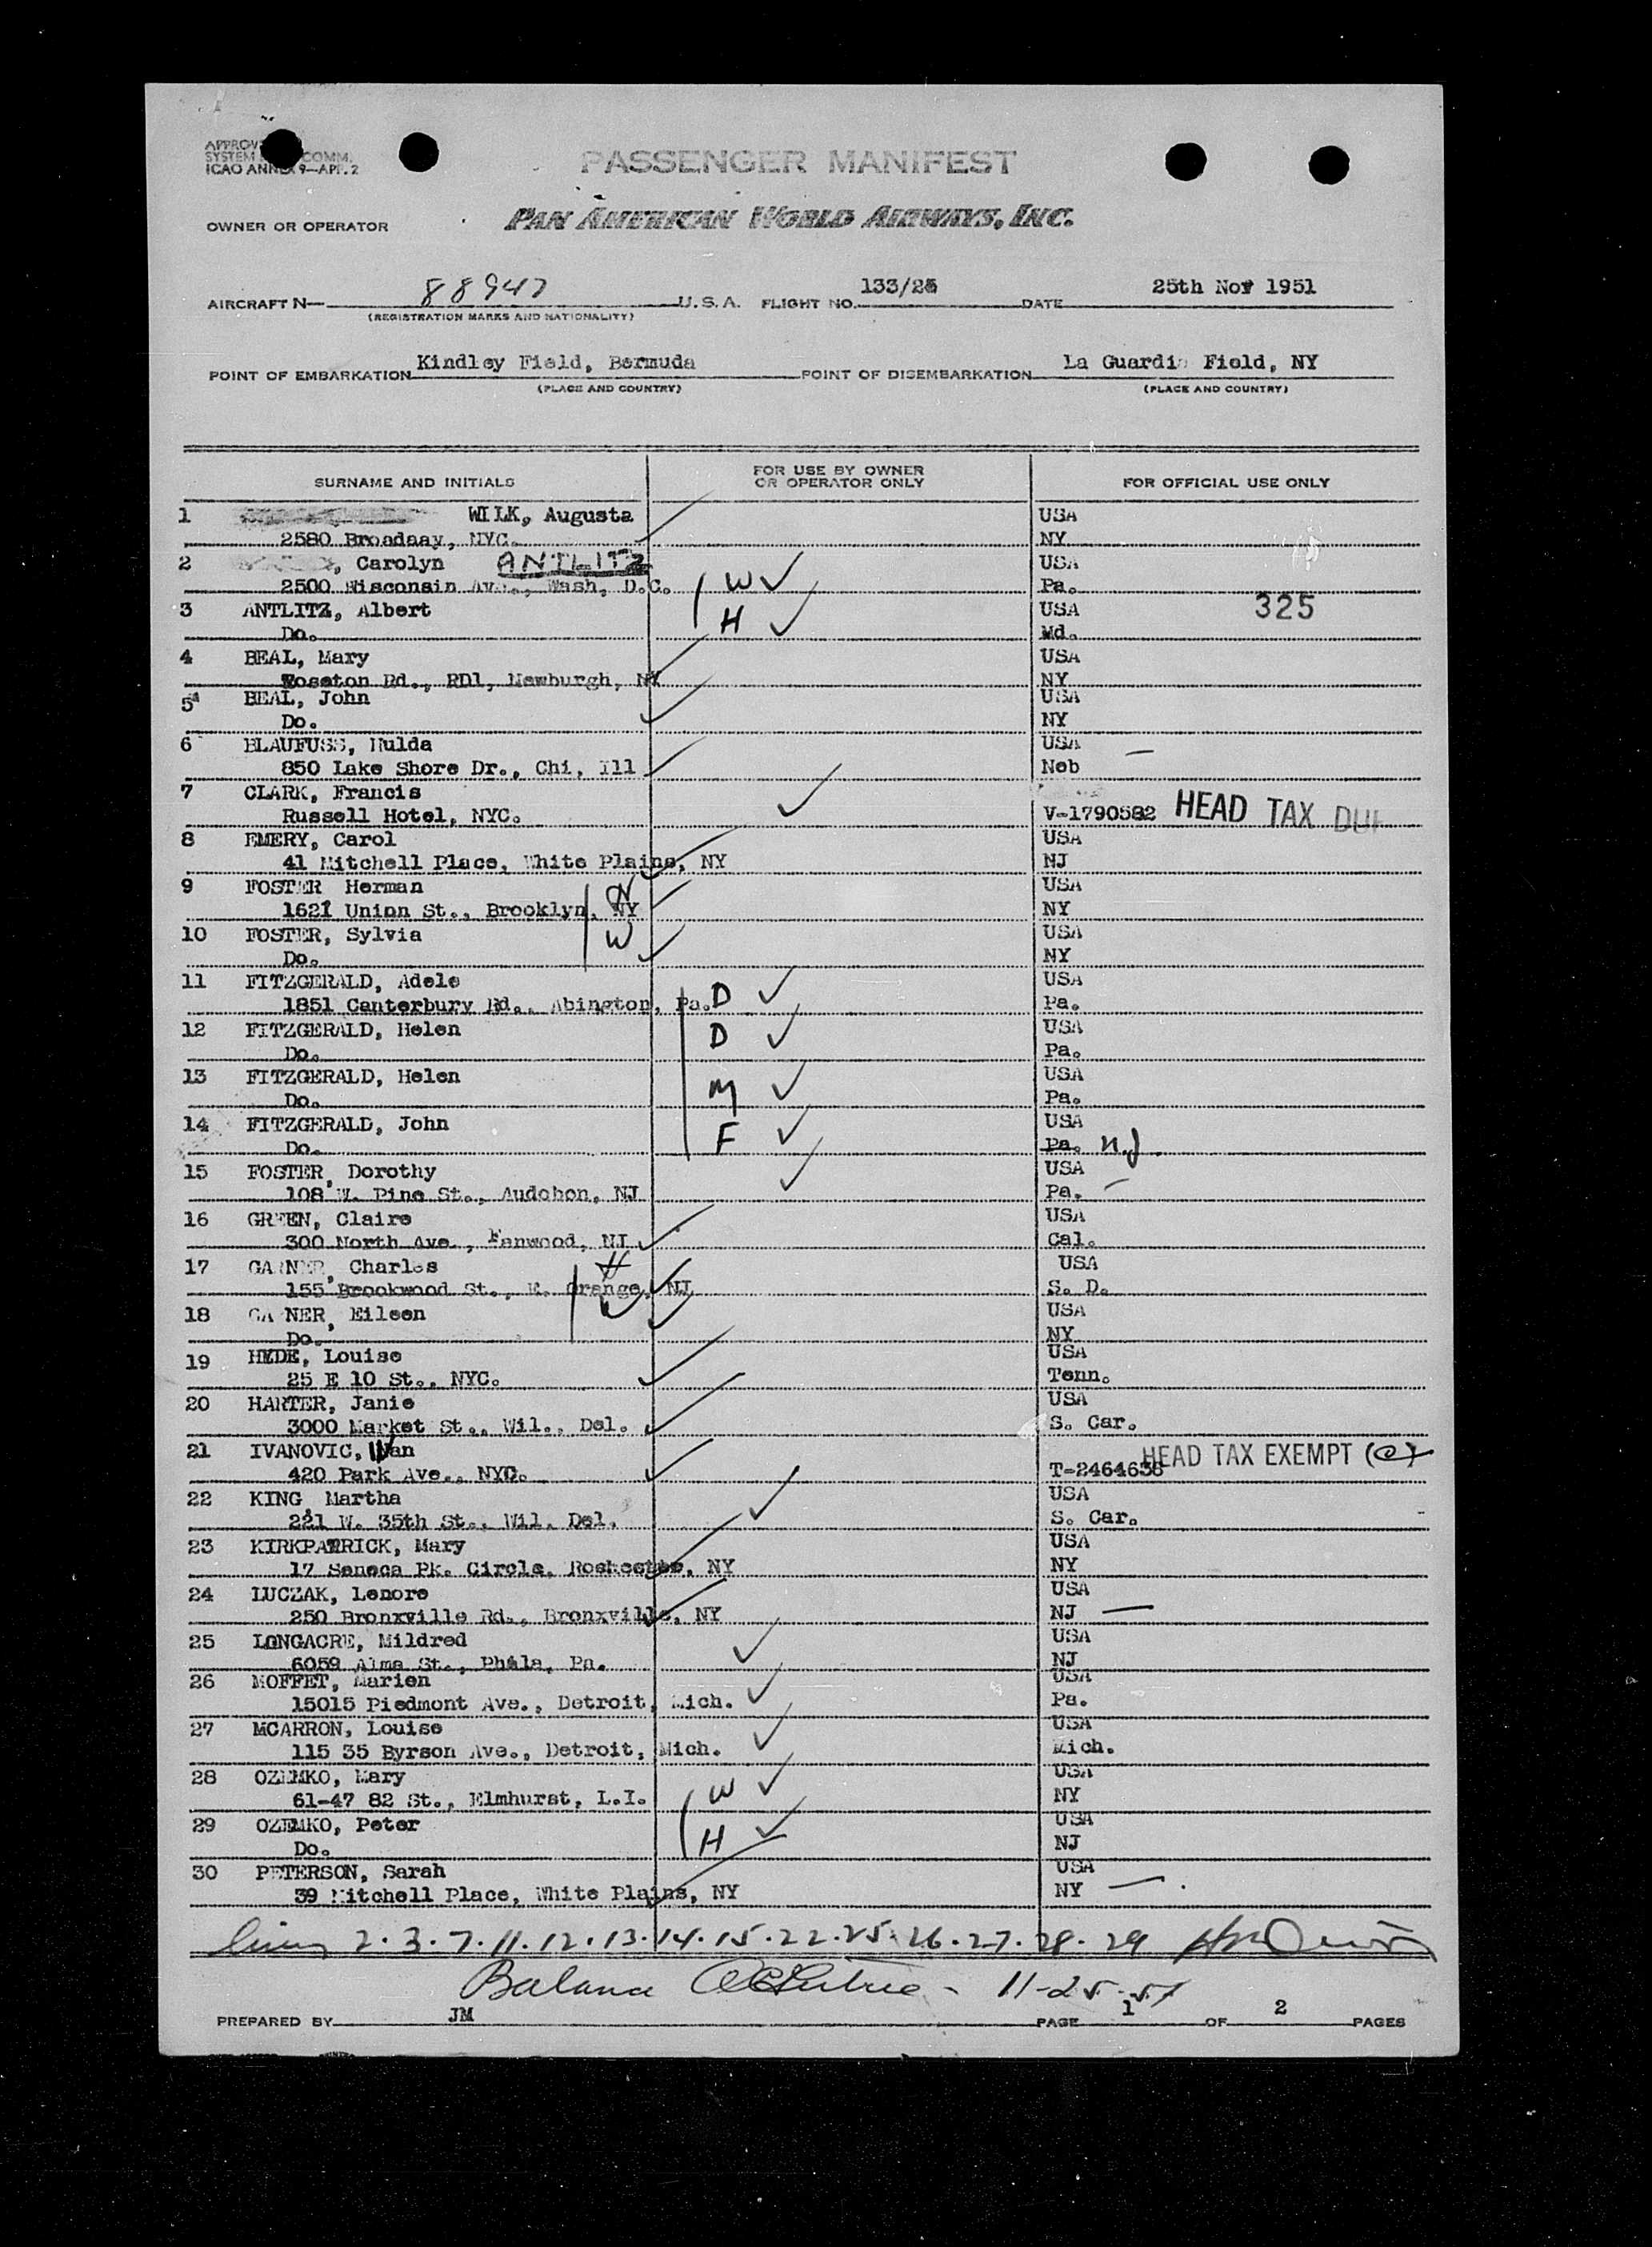 ICAO ANNEX 9—APP. 2
PASSENGER MANIFEST
OWNER OR OPERATOR
PAN AMERICAN WORLD AIRWAYS, INC.
AIRCRAFT N— 88947 U.S.A. FLIGHT NO. 133/25 DATE 25th Nov 1951
(REGISTRATION MARKS AND NATIONALITY)
POINT OF EMBARKATION Kindley Field, Bermuda POINT OF DISEMBARKATION La Guardia Field, NY
(PLACE AND COUNTRY) (PLACE AND COUNTRY)
SURNAME AND INITIALS FOR USE BY OWNER OR OPERATOR ONLY FOR OFFICIAL USE ONLY
1 WILK, Augusta USA
2580 Broadaay, NYC. NY
2 , Carolyn ANTLITZ USA
2500 Wisconsin Ave., Wash, D.C. W Pa.
3 ANTLITZ, Albert H USA 325
Do. Md.
4 BEAL, Mary USA
Roseton Rd., RD1, Newburgh, NY NY
5 BEAL, John USA
Do. NY
6 BLAUFUSS, Hulda USA
850 Lake Shore Dr., Chi, Ill Neb
7 CLARK, Francis
Russell Hotel, NYC. V-1790582 HEAD TAX DUE
8 EMERY, Carol USA
41 Mitchell Place, White Plains, NY NJ
9 FOSTER Herman USA
1621 Union St., Brooklyn, NY NY
10 FOSTER, Sylvia W USA
Do. NY
11 FITZGERALD, Adele USA
1851 Canterbury Rd., Abington, Pa. D Pa.
12 FITZGERALD, Helen D USA
Do. Pa.
13 FITZGERALD, Helen USA
Do. M Pa.
14 FITZGERALD, John USA
Do. F Pa. N.J.
15 FOSTER, Dorothy USA
108 W. Pine St., Audobon, NJ Pa.
16 GREEN, Claire USA
300 North Ave., Fanwood, NJ Cal.
17 GARNER, Charles H USA
155 Brookwood St., E. Orange, NJ S. D.
18 GARNER, Eileen W USA
Do. NY
19 HYDE, Louise USA
25 E 10 St., NYC. Tenn.
20 HARTER, Janie USA
3000 Market St., Wil., Del. S. Car.
21 IVANOVIC, Ivan HEAD TAX EXEMPT (C)
420 Park Ave., NYC. T-2464636
22 KING, Martha USA
221 W. 35th St., Wil, Del. S. Car.
23 KIRKPATRICK, Mary USA
17 Seneca Pk. Circle, Rochester, NY NY
24 LUCZAK, Lenore USA
250 Bronxville Rd., Bronxville, NY NJ
25 LONGACRE, Mildred USA
6059 Alma St., Phila, Pa. NJ
26 MOFFET, Marion USA
15015 Piedmont Ave., Detroit, Mich. Pa.
27 MCARRON, Louise USA
115 35 Byrson Ave., Detroit, Mich. Mich.
28 OZEMKO, Mary W USA
61-47 82 St., Elmhurst, L.I. NY
29 OZEMKO, Peter USA
Do. H NJ
30 PETERSON, Sarah USA
39 Mitchell Place, White Plains, NY NY
2.3.7.11.12.13.14.15.22.25.26.27.28.29
Balance 11-25-51
PREPARED BY JM PAGE 1 OF 2 PAGES